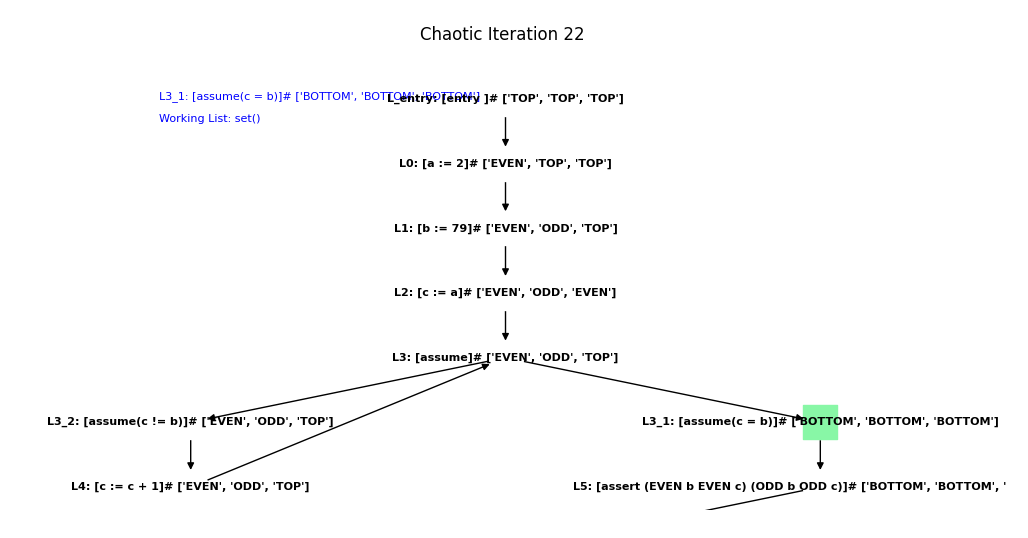 Chaotic Iteration 22
L3_1: [assume(c = b)]# ['BOTTOM', 'BOTTOM', 'BOTTOM']
L_entry: [entry ]# ['TOP', 'TOP', 'TOP']
Working List: set()
L0: [a := 2]# ['EVEN', 'TOP', 'TOP']
L1: [b := 79]# ['EVEN', 'ODD', 'TOP']
L2: [c := a]# ['EVEN', 'ODD', 'EVEN']
L3: [assume]# ['EVEN', 'ODD', 'TOP']
L3_2: [assume(c != b)]# ['EVEN', 'ODD', 'TOP']
L3_1: [assume(c = b)]# ['BOTTOM', 'BOTTOM', 'BOTTOM']
L4: [c := c + 1]# ['EVEN', 'ODD', 'TOP']
L5: [assert (EVEN b EVEN c) (ODD b ODD c)]# ['BOTTOM', 'BOTTOM', '